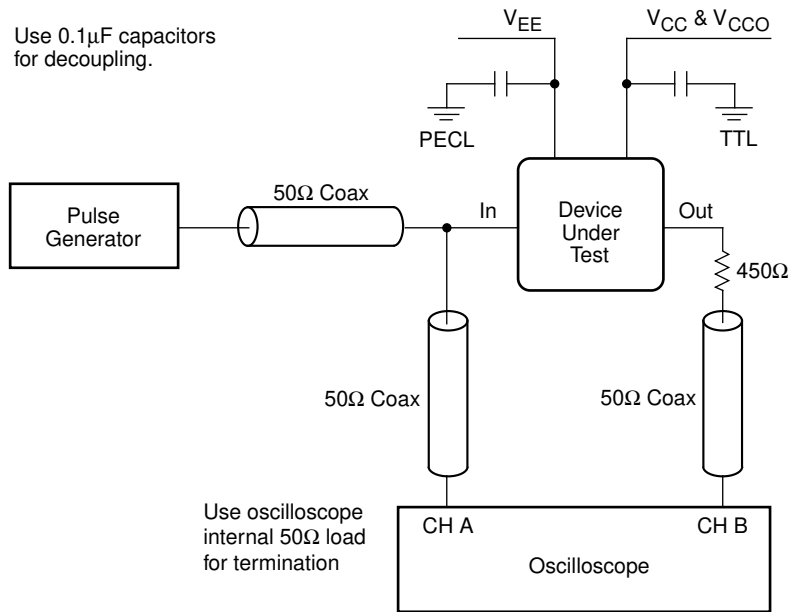 Use 0.1μF capacitors
for decoupling.
VEE
VCC & VCCO
PECL
TTL
50Ω Coax
Pulse
Generator
In
Device
Under
Test
Out
450Ω
50Ω Coax
50Ω Coax
Use oscilloscope
internal 50Ω load
for termination
CH A
CH B
Oscilloscope